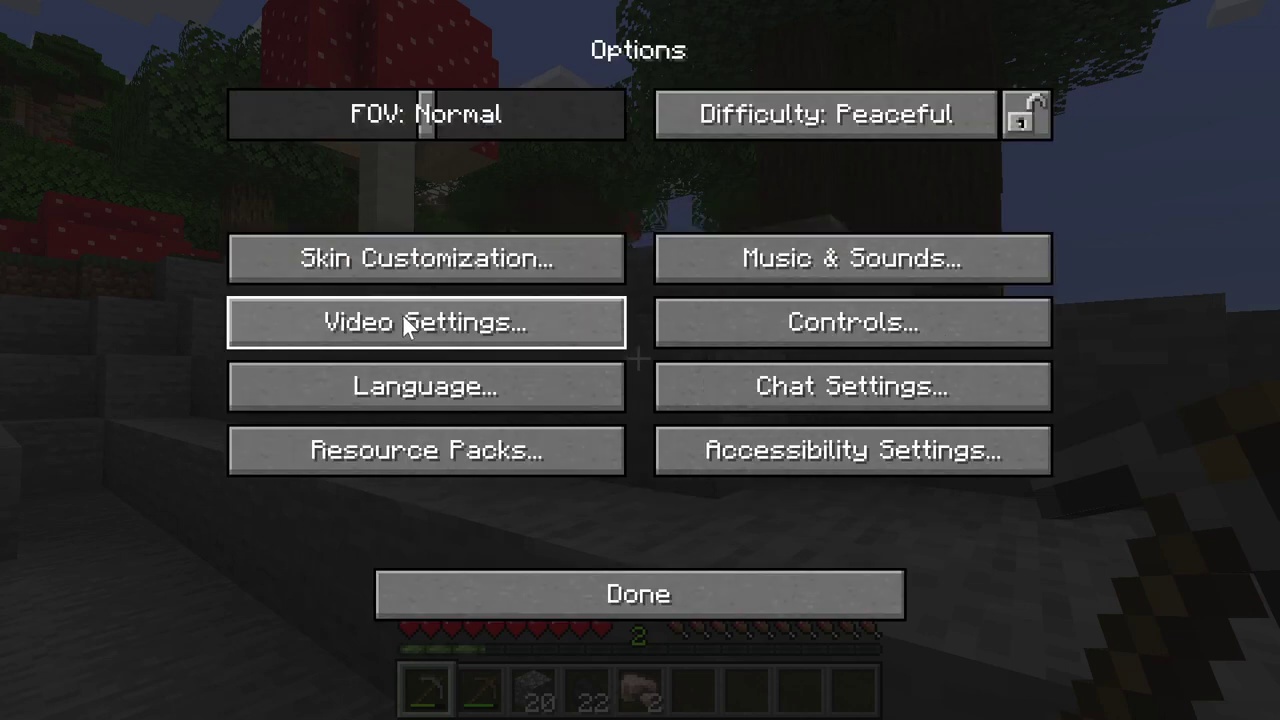 Options
FOV: Normal
Difficulty: Peaceful
Skin Customization...
Music & Sounds...
Video Settings...
Controls...
Language...
Chat Settings...
Resource Packs...
Accessibility Settings...
Done
2
20
22
2